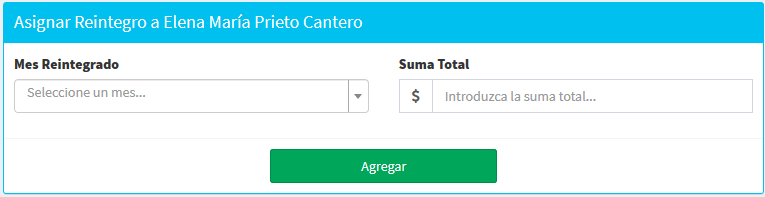 Asignar Reintegro a Elena María Prieto Cantero
Mes Reintegrado
Suma Total
Seleccione un mes...
$ Introduzca la suma total...
Agregar